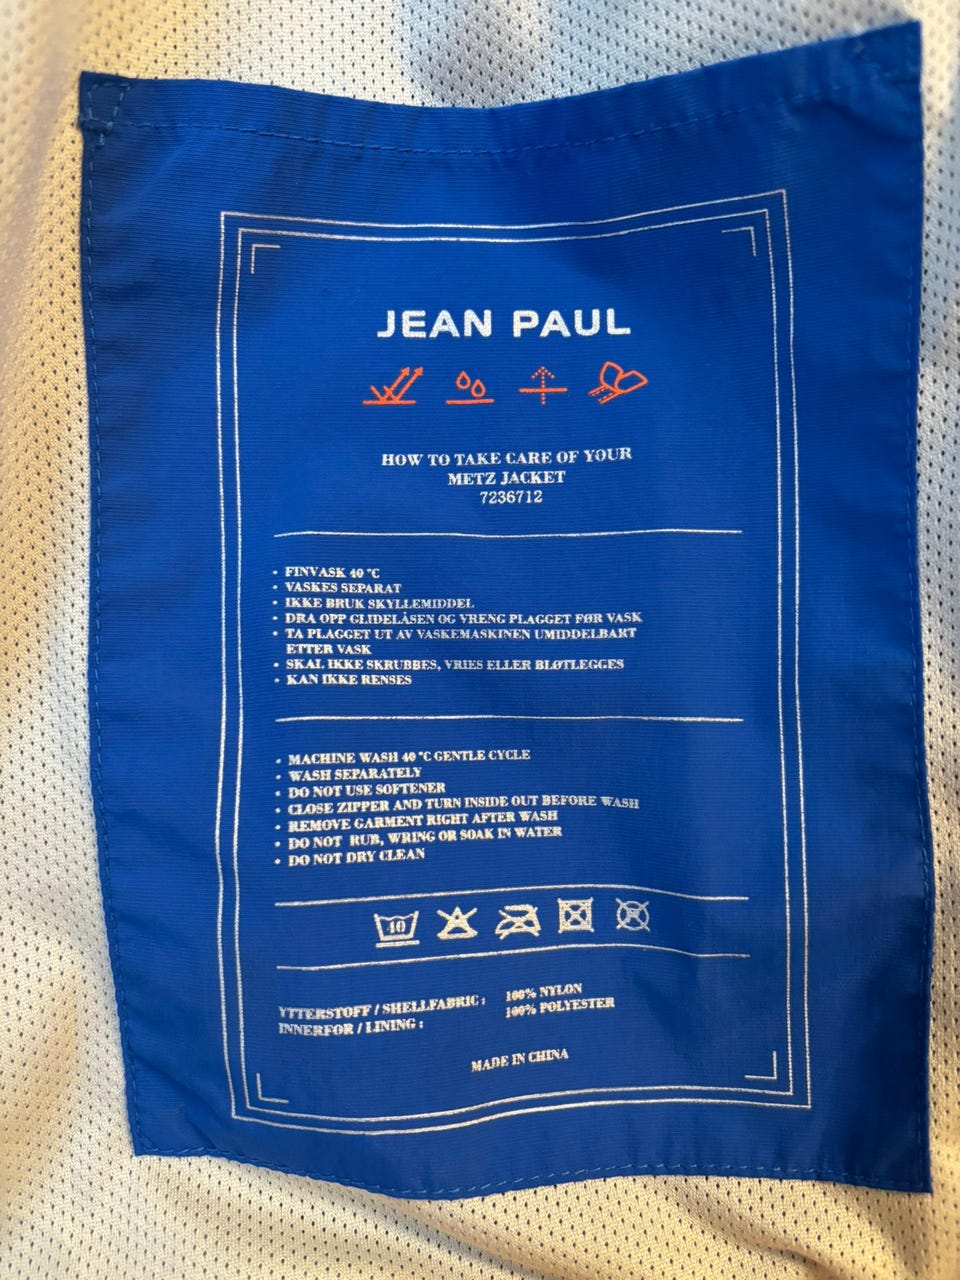 JEAN PAUL
HOW TO TAKE CARE OF YOUR
METZ JACKET
7236712
• FINVASK 40 °C
• VASKES SEPARAT
• IKKE BRUK SKYLLEMIDDEL
• DRA OPP GLIDELÅSEN OG VRENG PLAGGET FØR VASK
• TA PLAGGET UT AV VASKEMASKINEN UMIDDELBART
ETTER VASK
• SKAL IKKE SKRUBBES, VRIES ELLER BLØTLEGGES
• KAN IKKE RENSES
• MACHINE WASH 40 °C GENTLE CYCLE
• WASH SEPARATELY
• DO NOT USE SOFTENER
• CLOSE ZIPPER AND TURN INSIDE OUT BEFORE WASH
• REMOVE GARMENT RIGHT AFTER WASH
• DO NOT RUB, WRING OR SOAK IN WATER
• DO NOT DRY CLEAN
40
YTTERSTOFF / SHELLFABRIC : 100% NYLON
INNERFOR / LINING : 100% POLYESTER
MADE IN CHINA